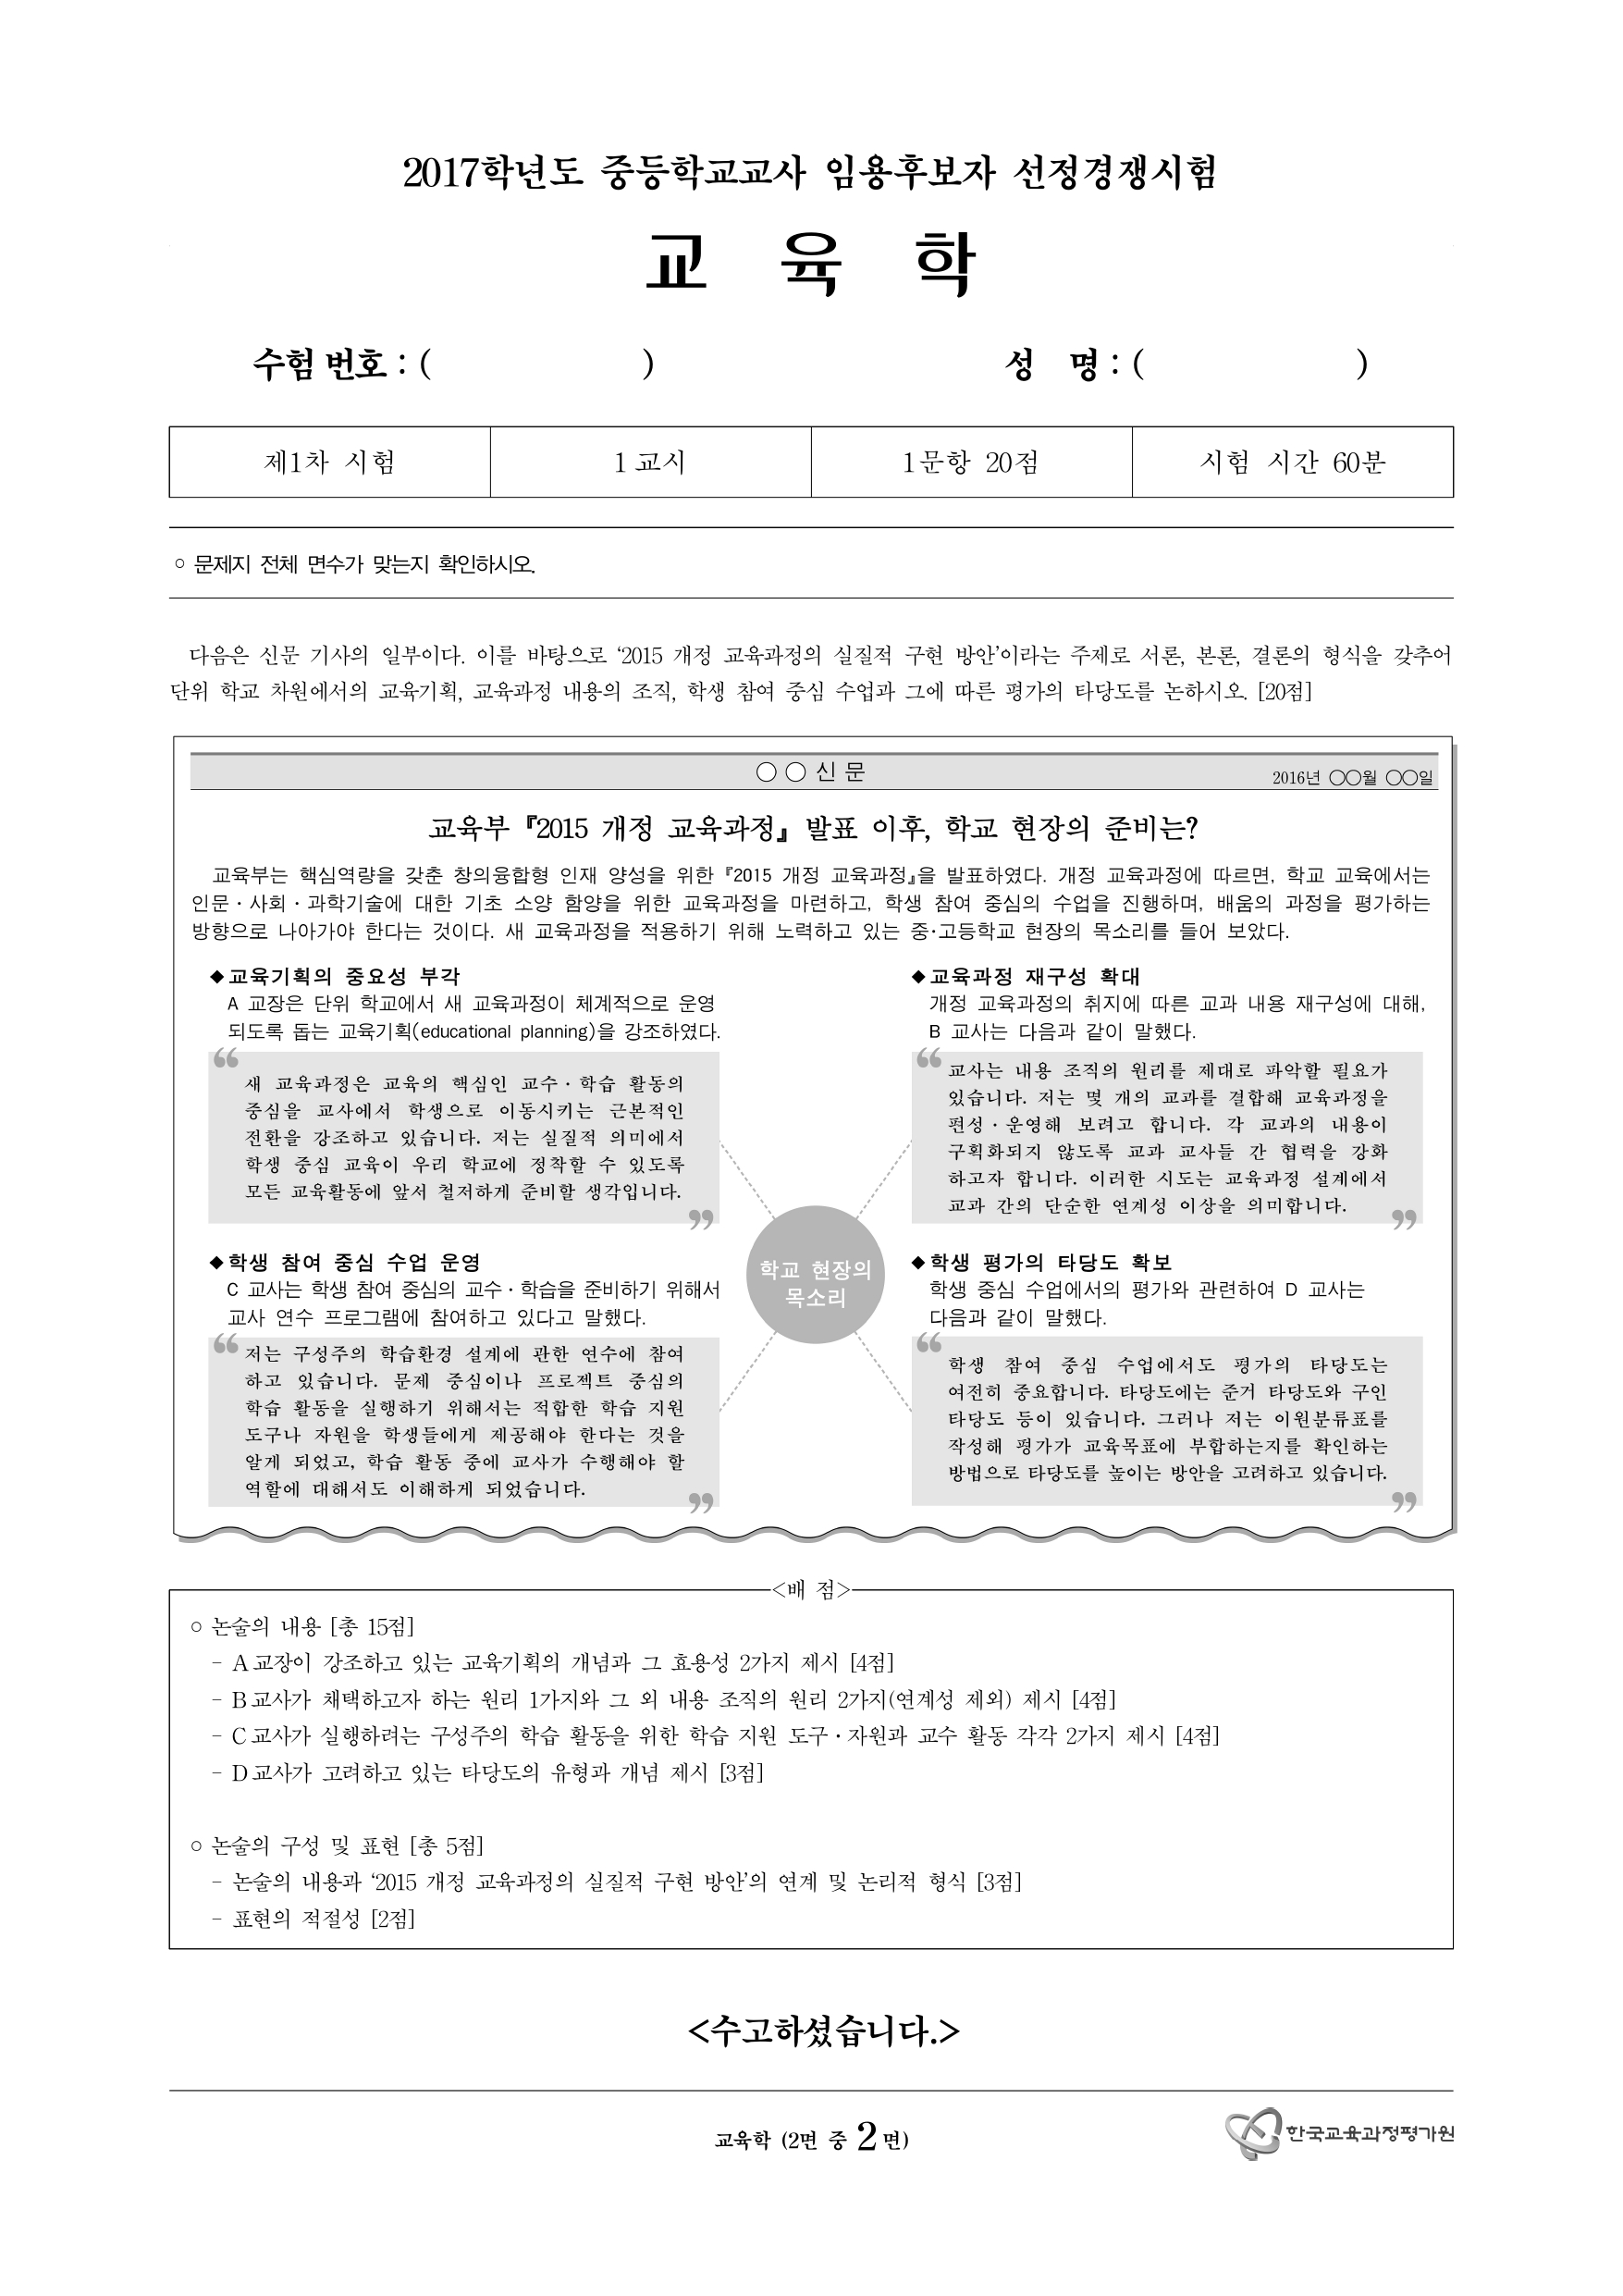 2017학년도 중등학교교사 임용후보자 선정경쟁시험
교 육 학
수험 번호 : ( )
성 명 : ( )
제1차 시험
1 교시
1문항 20점
시험 시간 60분
○ 문제지 전체 면수가 맞는지 확인하시오.
다음은 신문 기사의 일부이다. 이를 바탕으로 ‘2015 개정 교육과정의 실질적 구현 방안’이라는 주제로 서론, 본론, 결론의 형식을 갖추어
단위 학교 차원에서의 교육기획, 교육과정 내용의 조직, 학생 참여 중심 수업과 그에 따른 평가의 타당도를 논하시오. [20점]
○○신문
2016년 ○○월 ○○일
교육부 『2015 개정 교육과정』 발표 이후, 학교 현장의 준비는?
교육부는 핵심역량을 갖춘 창의융합형 인재 양성을 위한 『2015 개정 교육과정』을 발표하였다. 개정 교육과정에 따르면, 학교 교육에서는
인문·사회·과학기술에 대한 기초 소양 함양을 위한 교육과정을 마련하고, 학생 참여 중심의 수업을 진행하며, 배움의 과정을 평가하는
방향으로 나아가야 한다는 것이다. 새 교육과정을 적용하기 위해 노력하고 있는 중·고등학교 현장의 목소리를 들어 보았다.
◆교육기획의 중요성 부각
A 교장은 단위 학교에서 새 교육과정이 체계적으로 운영
되도록 돕는 교육기획(educational planning)을 강조하였다.
“
새 교육과정은 교육의 핵심인 교수·학습 활동의
중심을 교사에서 학생으로 이동시키는 근본적인
전환을 강조하고 있습니다. 저는 실질적 의미에서
학생 중심 교육이 우리 학교에 정착할 수 있도록
모든 교육활동에 앞서 철저하게 준비할 생각입니다.
”
◆교육과정 재구성 확대
개정 교육과정의 취지에 따른 교과 내용 재구성에 대해,
B 교사는 다음과 같이 말했다.
“
교사는 내용 조직의 원리를 제대로 파악할 필요가
있습니다. 저는 몇 개의 교과를 결합해 교육과정을
편성·운영해 보려고 합니다. 각 교과의 내용이
구획화되지 않도록 교과 교사들 간 협력을 강화
하고자 합니다. 이러한 시도는 교육과정 설계에서
교과 간의 단순한 연계성 이상을 의미합니다.
”
학교 현장의
목소리
◆학생 참여 중심 수업 운영
C 교사는 학생 참여 중심의 교수·학습을 준비하기 위해서
교사 연수 프로그램에 참여하고 있다고 말했다.
“
저는 구성주의 학습환경 설계에 관한 연수에 참여
하고 있습니다. 문제 중심이나 프로젝트 중심의
학습 활동을 실행하기 위해서는 적합한 학습 지원
도구나 자원을 학생들에게 제공해야 한다는 것을
알게 되었고, 학습 활동 중에 교사가 수행해야 할
역할에 대해서도 이해하게 되었습니다.
”
◆학생 평가의 타당도 확보
학생 중심 수업에서의 평가와 관련하여 D 교사는
다음과 같이 말했다.
“
학생 참여 중심 수업에서도 평가의 타당도는
여전히 중요합니다. 타당도에는 준거 타당도와 구인
타당도 등이 있습니다. 그러나 저는 이원분류표를
작성해 평가가 교육목표에 부합하는지를 확인하는
방법으로 타당도를 높이는 방안을 고려하고 있습니다.
”
<배 점>
○ 논술의 내용 [총 15점]
- A교장이 강조하고 있는 교육기획의 개념과 그 효용성 2가지 제시 [4점]
- B교사가 채택하고자 하는 원리 1가지와 그 외 내용 조직의 원리 2가지(연계성 제외) 제시 [4점]
- C교사가 실행하려는 구성주의 학습 활동을 위한 학습 지원 도구·자원과 교수 활동 각각 2가지 제시 [4점]
- D교사가 고려하고 있는 타당도의 유형과 개념 제시 [3점]
○ 논술의 구성 및 표현 [총 5점]
- 논술의 내용과 ‘2015 개정 교육과정의 실질적 구현 방안’의 연계 및 논리적 형식 [3점]
- 표현의 적절성 [2점]
<수고하셨습니다.>
교육학 (2면 중 2 면)
한국교육과정평가원